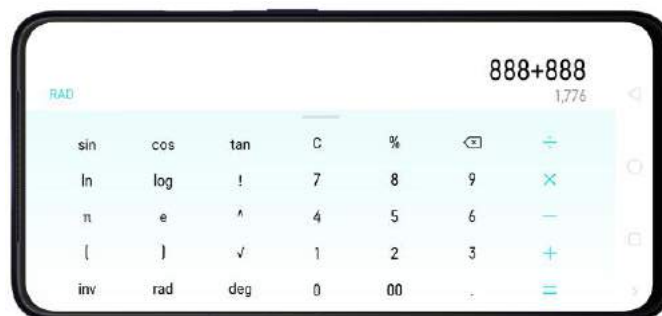 888+888
RAD
1,776
sin cos tan C % ÷
ln log ! 7 8 9 ×
π e ^ 4 5 6 −
( ) √ 1 2 3 +
inv rad deg 0 00 . =